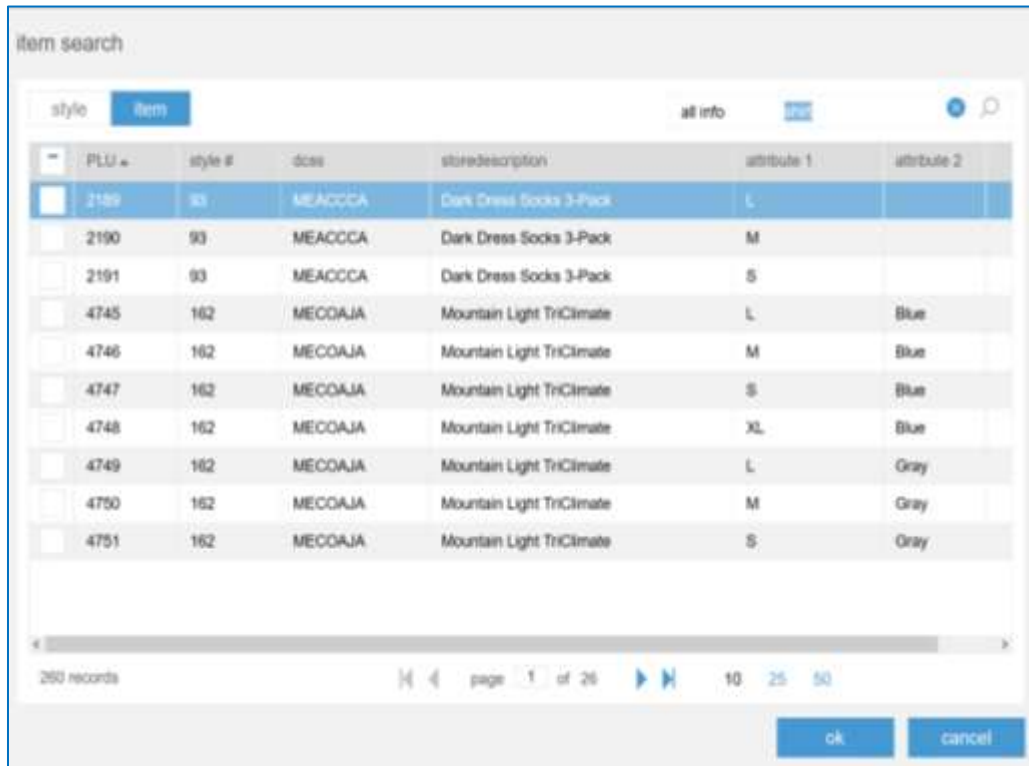 item search
style item all info shirt
PLU style # dcss storedescription attribute 1 attribute 2
2189 93 MEACCCA Dark Dress Socks 3-Pack L
2190 93 MEACCCA Dark Dress Socks 3-Pack M
2191 93 MEACCCA Dark Dress Socks 3-Pack S
4745 162 MECOAJA Mountain Light TriClimate L Blue
4746 162 MECOAJA Mountain Light TriClimate M Blue
4747 162 MECOAJA Mountain Light TriClimate S Blue
4748 162 MECOAJA Mountain Light TriClimate XL Blue
4749 162 MECOAJA Mountain Light TriClimate L Gray
4750 162 MECOAJA Mountain Light TriClimate M Gray
4751 162 MECOAJA Mountain Light TriClimate S Gray
260 records page 1 of 26 10 25 50
ok cancel